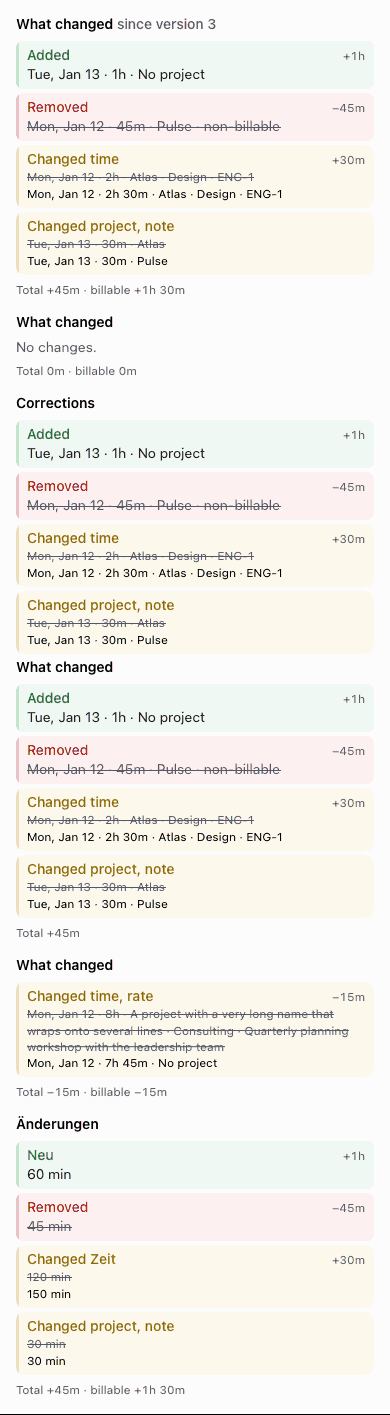 What changed since version 3
Added +1h
Tue, Jan 13 · 1h · No project
Removed −45m
Mon, Jan 12 · 45m · Pulse · non-billable
Changed time +30m
Mon, Jan 12 · 2h · Atlas · Design · ENG-1
Mon, Jan 12 · 2h 30m · Atlas · Design · ENG-1
Changed project, note
Tue, Jan 13 · 30m · Atlas
Tue, Jan 13 · 30m · Pulse
Total +45m · billable +1h 30m
What changed
No changes.
Total 0m · billable 0m
Corrections
Added +1h
Tue, Jan 13 · 1h · No project
Removed −45m
Mon, Jan 12 · 45m · Pulse · non-billable
Changed time +30m
Mon, Jan 12 · 2h · Atlas · Design · ENG-1
Mon, Jan 12 · 2h 30m · Atlas · Design · ENG-1
Changed project, note
Tue, Jan 13 · 30m · Atlas
Tue, Jan 13 · 30m · Pulse
What changed
Added +1h
Tue, Jan 13 · 1h · No project
Removed −45m
Mon, Jan 12 · 45m · Pulse · non-billable
Changed time +30m
Mon, Jan 12 · 2h · Atlas · Design · ENG-1
Mon, Jan 12 · 2h 30m · Atlas · Design · ENG-1
Changed project, note
Tue, Jan 13 · 30m · Atlas
Tue, Jan 13 · 30m · Pulse
Total +45m
What changed
Changed time, rate −15m
Mon, Jan 12 · 8h · A project with a very long name that
wraps onto several lines · Consulting · Quarterly planning
workshop with the leadership team
Mon, Jan 12 · 7h 45m · No project
Total −15m · billable −15m
Änderungen
Neu +1h
60 min
Removed −45m
45 min
Changed Zeit +30m
120 min
150 min
Changed project, note
30 min
30 min
Total +45m · billable +1h 30m